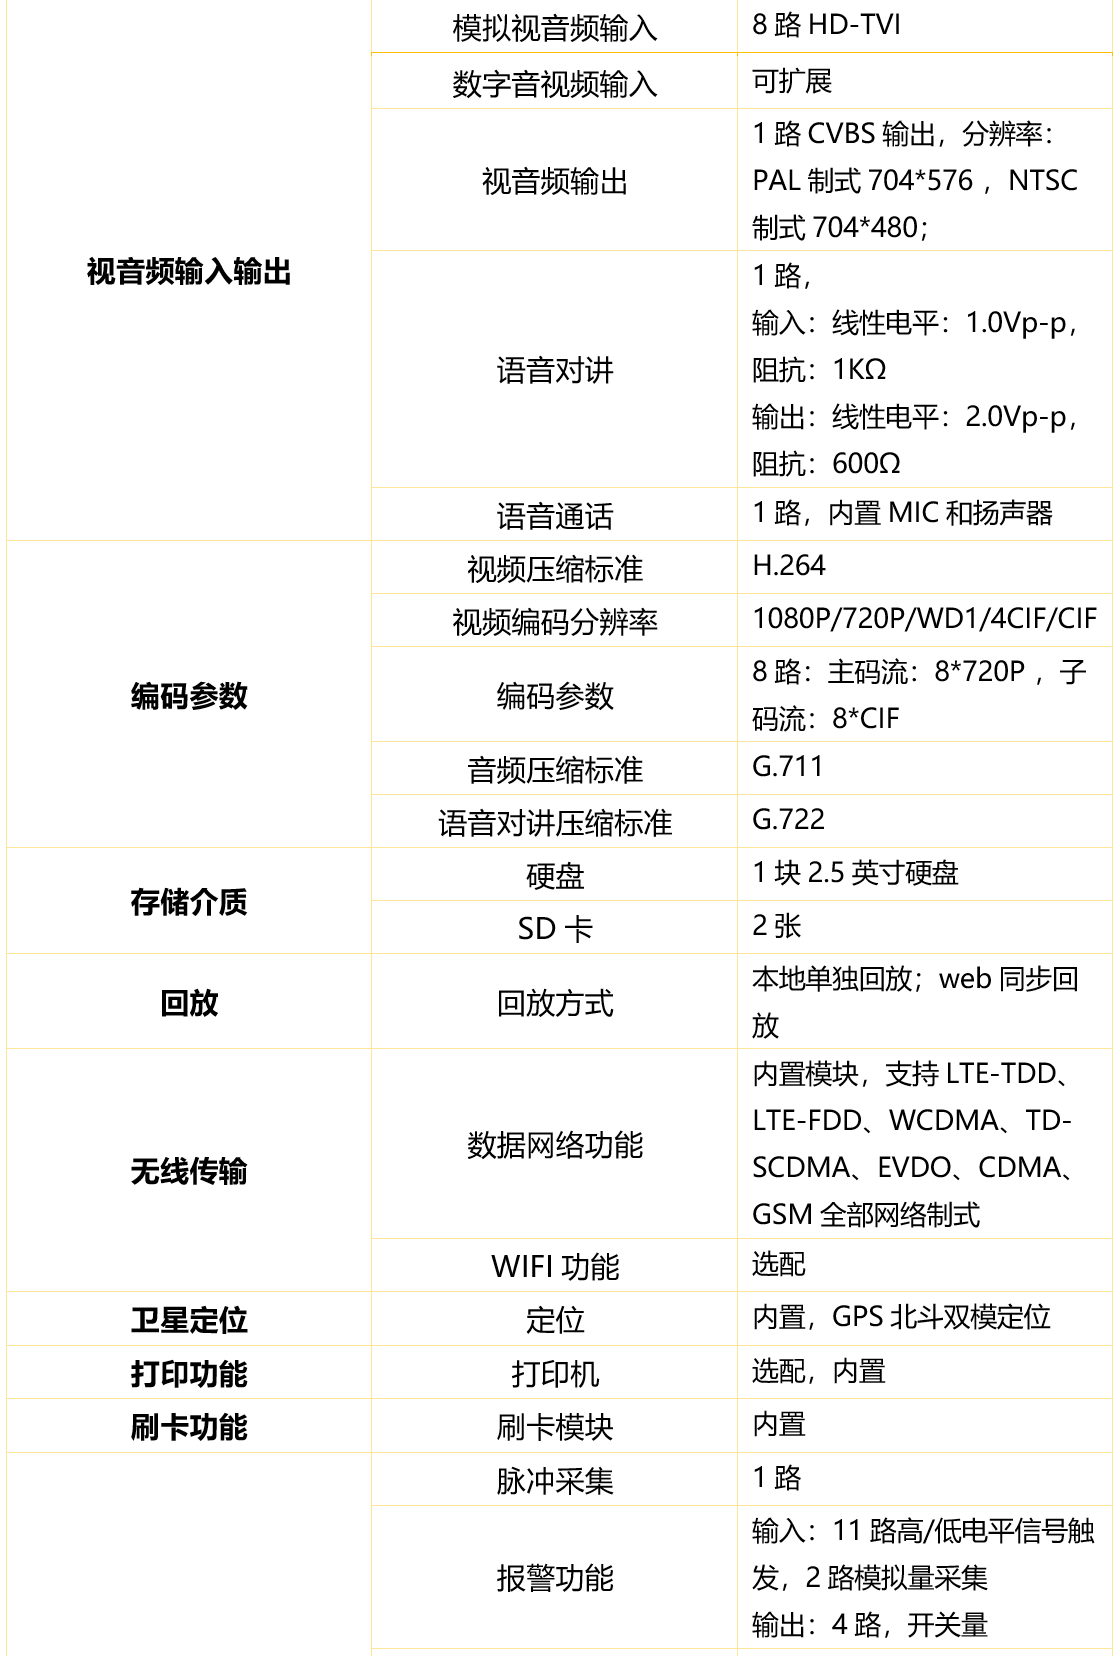 模拟视音频输入
8 路 HD-TVI
数字音视频输入
可扩展
视音频输入输出
视音频输出
1 路 CVBS 输出，分辨率：
PAL 制式 704*576 ，NTSC
制式 704*480；
语音对讲
1 路，
输入：线性电平：1.0Vp-p，
阻抗：1KΩ
输出：线性电平：2.0Vp-p，
阻抗：600Ω
语音通话
1 路，内置 MIC 和扬声器
编码参数
视频压缩标准
H.264
视频编码分辨率
1080P/720P/WD1/4CIF/CIF
编码参数
8 路：主码流：8*720P ，子
码流：8*CIF
音频压缩标准
G.711
语音对讲压缩标准
G.722
存储介质
硬盘
1 块 2.5 英寸硬盘
SD 卡
2 张
回放
回放方式
本地单独回放；web 同步回
放
无线传输
数据网络功能
内置模块，支持 LTE-TDD、
LTE-FDD、WCDMA、TD-
SCDMA、EVDO、CDMA、
GSM 全部网络制式
WIFI 功能
选配
卫星定位
定位
内置，GPS 北斗双模定位
打印功能
打印机
选配，内置
刷卡功能
刷卡模块
内置
脉冲采集
1 路
报警功能
输入：11 路高/低电平信号触
发，2 路模拟量采集
输出：4 路，开关量